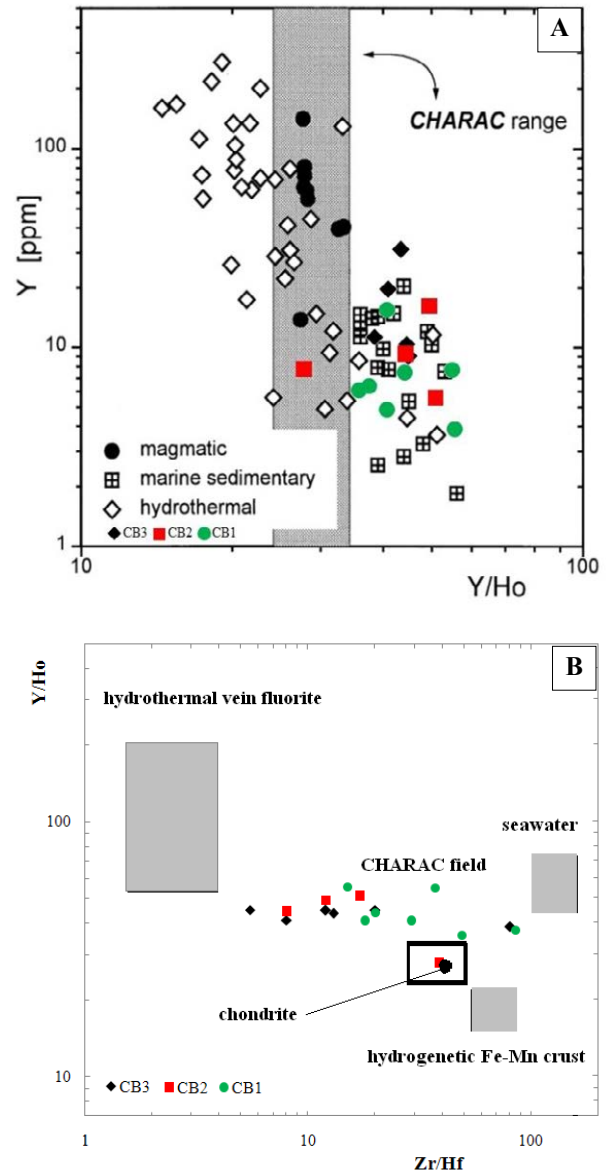 A
CHARAC range
100
Y [ppm]
10
magmatic
marine sedimentary
hydrothermal
CB3 CB2 CB1
1
10
100
Y/Ho
B
Y/Ho
hydrothermal vein fluorite
100
seawater
CHARAC field
chondrite
hydrogenetic Fe-Mn crust
10
CB3 CB2 CB1
1
10
100
Zr/Hf